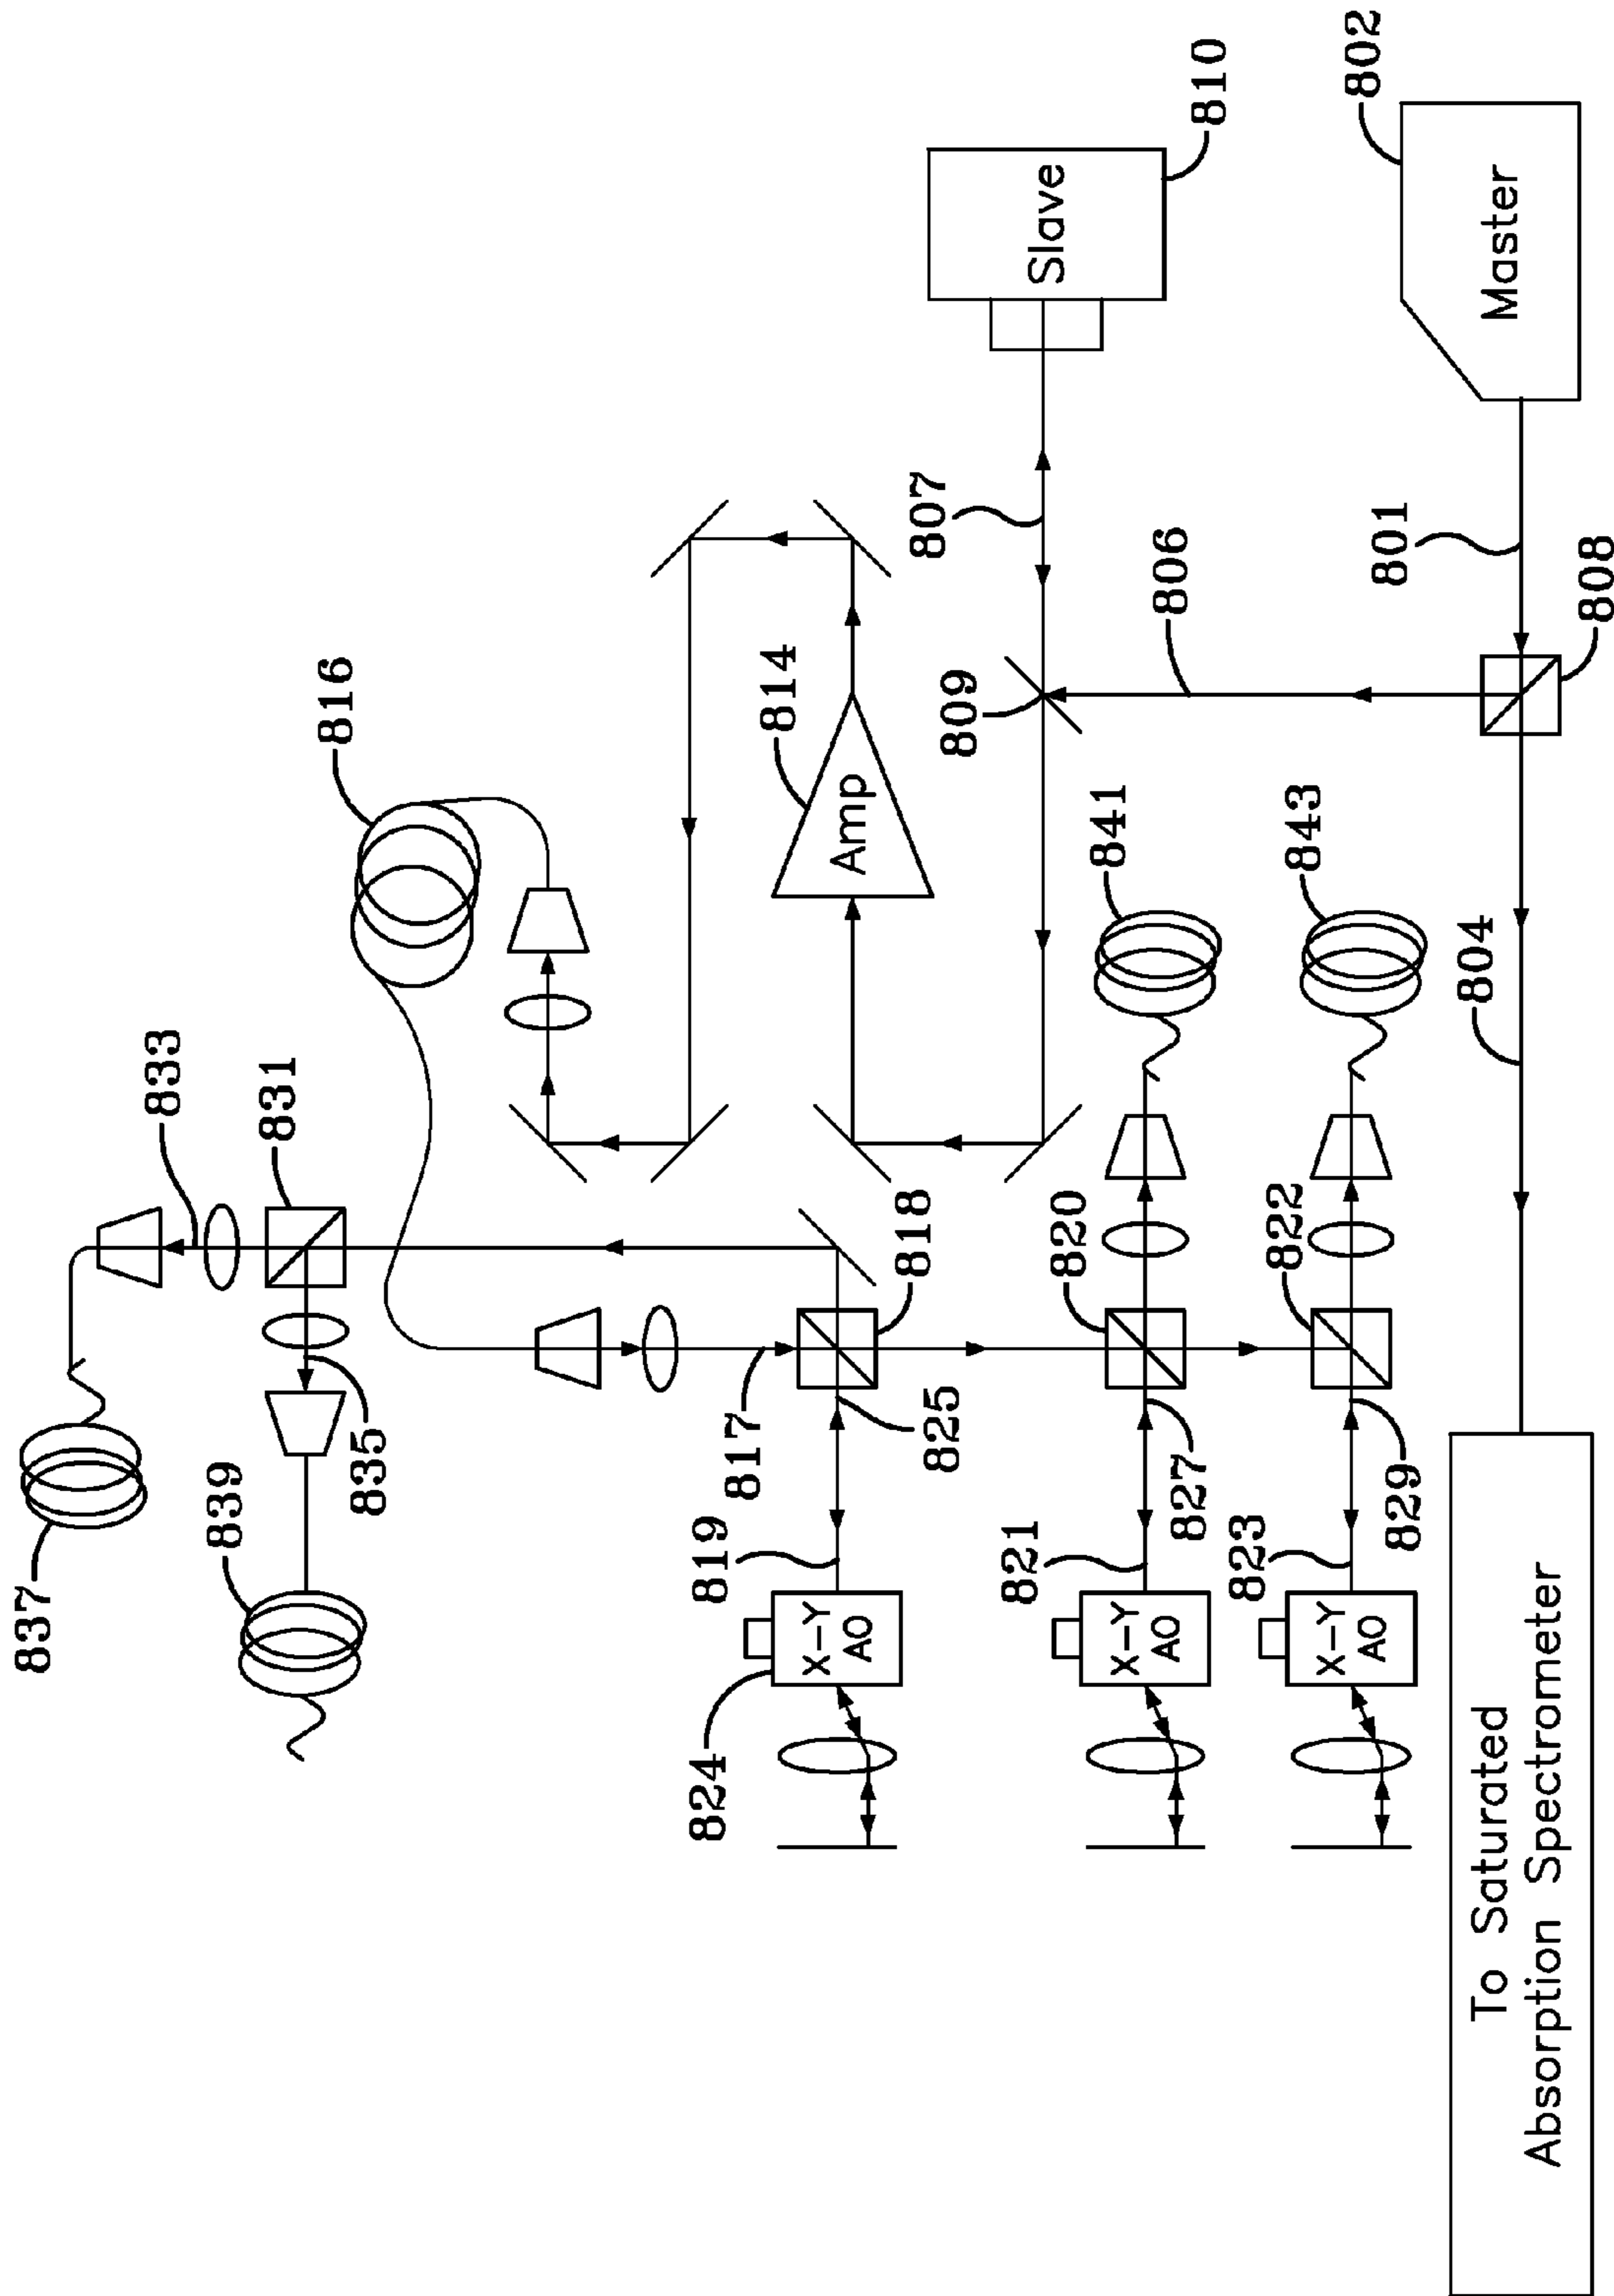 802
Master
810
Slave
807
801
806
808
809
814
Amp
816
841
843
804
833
831
818
820
822
817
825
835
837
839
819
821
827
823
829
824
X-Y
AO
X-Y
AO
X-Y
AO
To Saturated
Absorption Spectrometer